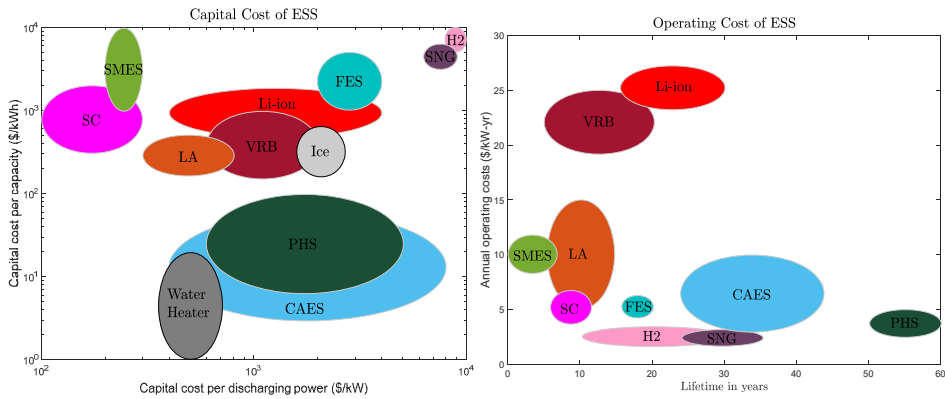 Capital Cost of ESS
10^4
10^3
10^2
10^1
10^0
10^2
10^3
10^4
Capital cost per capacity ($/kWh)
Capital cost per discharging power ($/kW)
SMES
SC
LA
Li-ion
VRB
Ice
FES
SNG
H2
PHS
CAES
Water
Heater
Operating Cost of ESS
30
25
20
15
10
5
0
0
10
20
30
40
50
60
Annual operating costs ($/kW-yr)
Lifetime in years
Li-ion
VRB
LA
SMES
SC
FES
H2
SNG
CAES
PHS